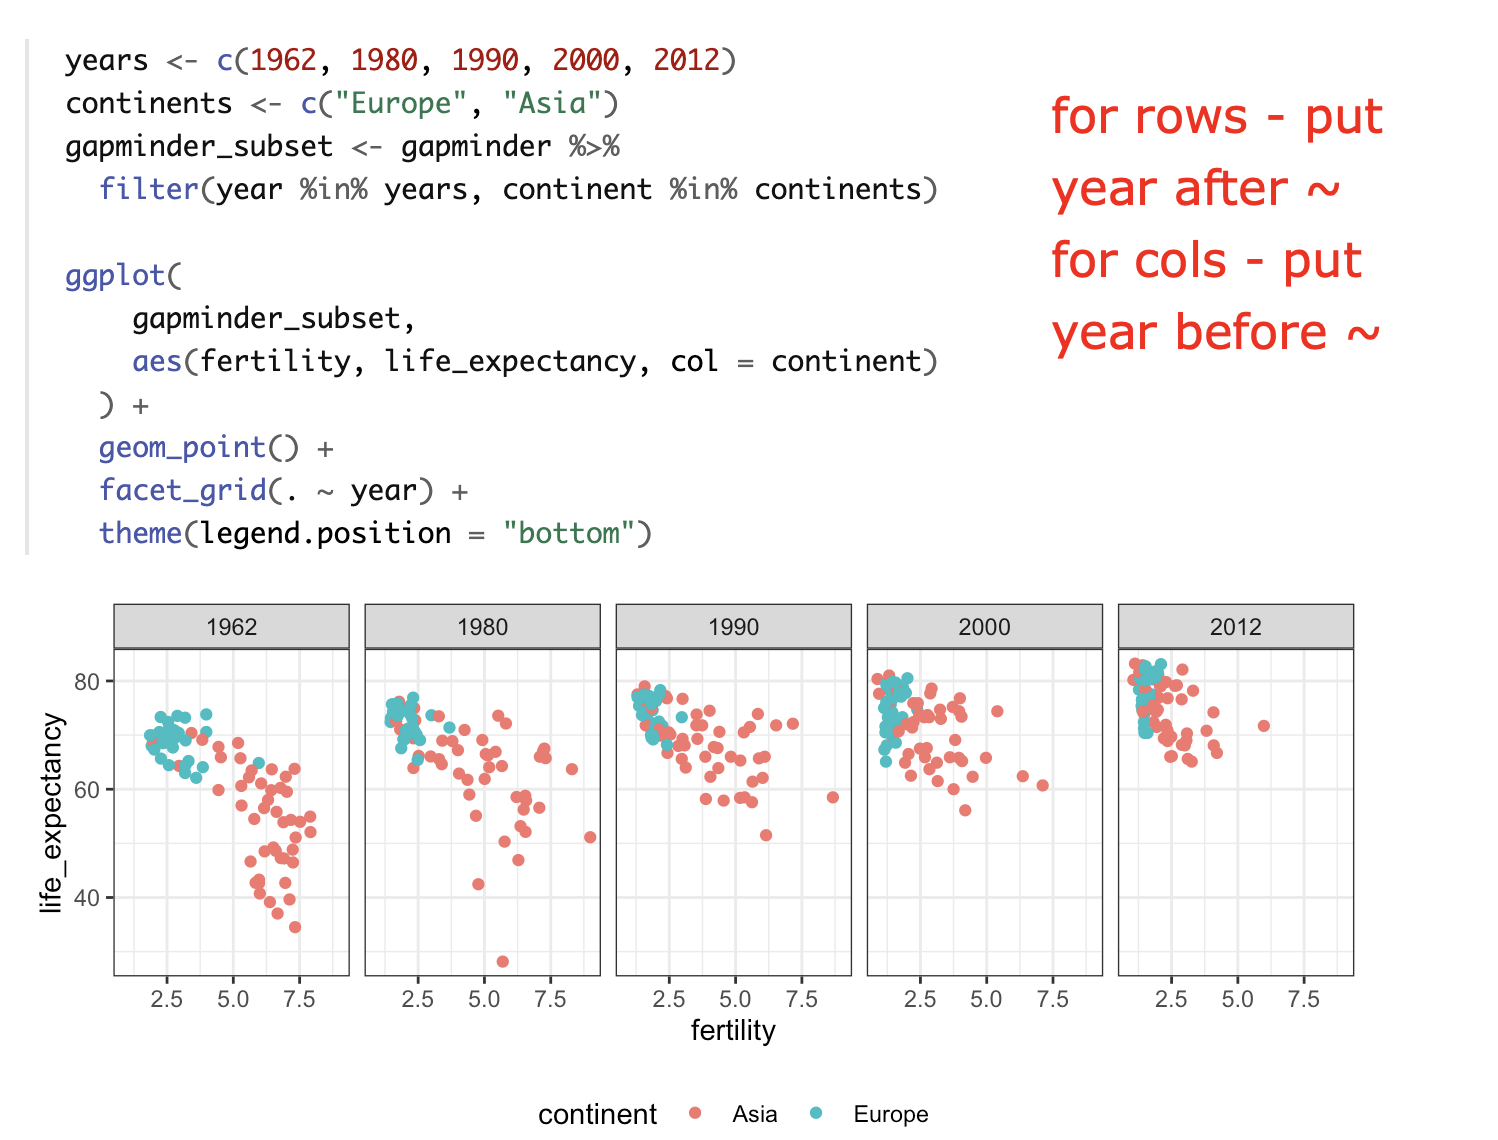 years <- c(1962, 1980, 1990, 2000, 2012)
continents <- c("Europe", "Asia")
gapminder_subset <- gapminder %>%
  filter(year %in% years, continent %in% continents)
ggplot(
    gapminder_subset,
    aes(fertility, life_expectancy, col = continent)
  ) +
  geom_point() +
  facet_grid(. ~ year) +
  theme(legend.position = "bottom")
for rows - put
year after ~
for cols - put
year before ~
1962 1980 1990 2000 2012
life_expectancy
80
60
40
2.5 5.0 7.5 2.5 5.0 7.5 2.5 5.0 7.5 2.5 5.0 7.5 2.5 5.0 7.5
fertility
continent Asia Europe